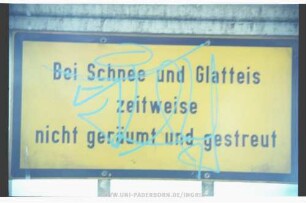 Bei Schnee und Glatteis
zeitweise
nicht geräumt und gestreut